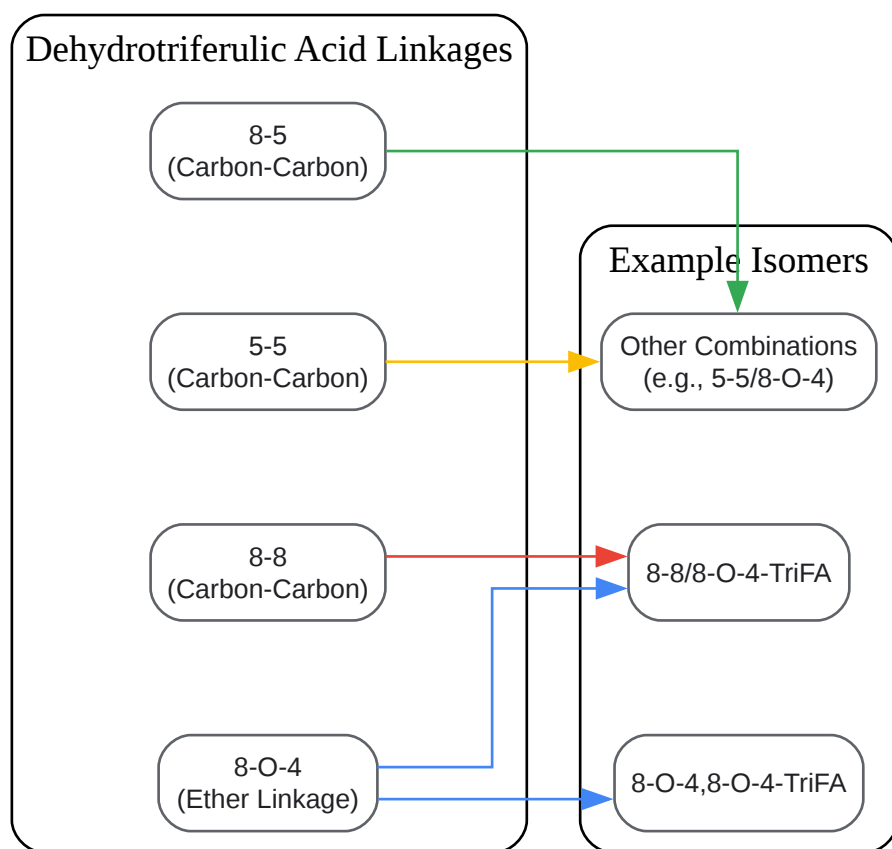 Dehydrotriferulic Acid Linkages
8-5
(Carbon-Carbon)
5-5
(Carbon-Carbon)
8-8
(Carbon-Carbon)
8-O-4
(Ether Linkage)
Example Isomers
Other Combinations
(e.g., 5-5/8-O-4)
8-8/8-O-4-TriFA
8-O-4,8-O-4-TriFA